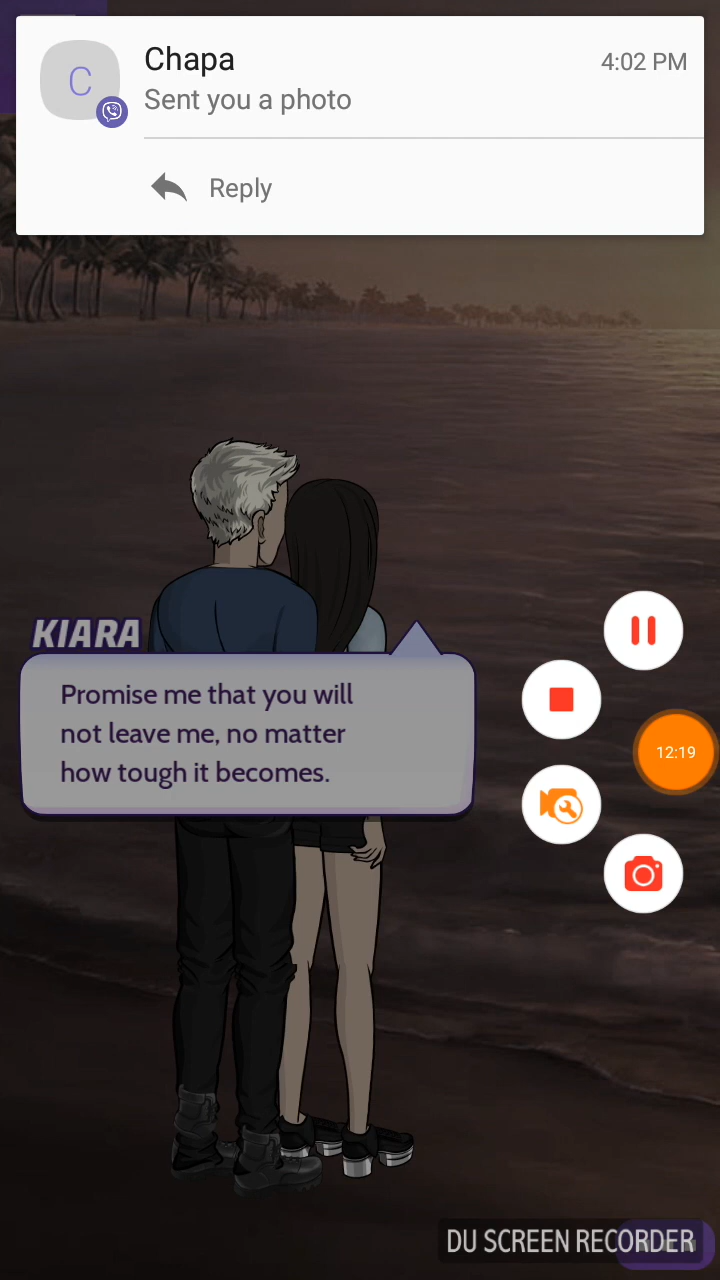 C
Chapa
4:02 PM
Sent you a photo
Reply
KIARA
Promise me that you will
not leave me, no matter
how tough it becomes.
12:19
DU SCREEN RECORDER